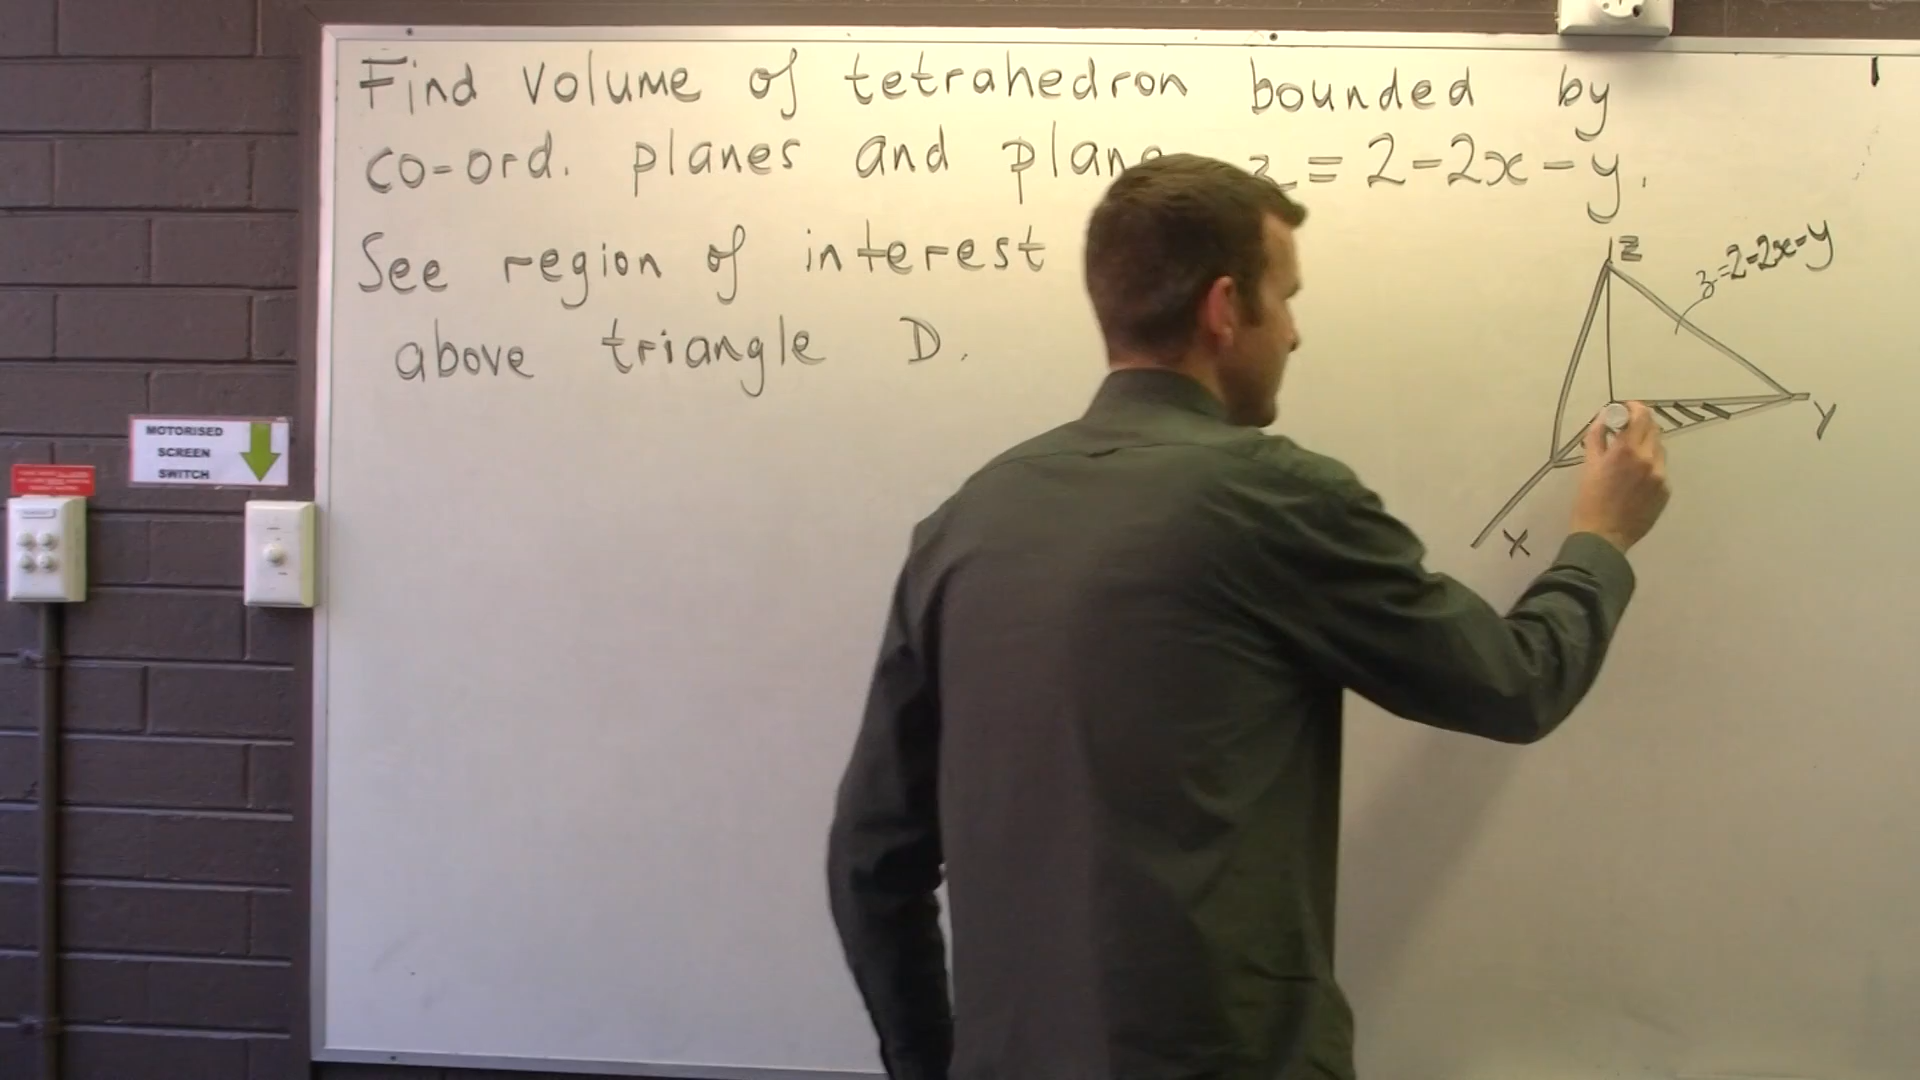 Find volume of tetrahedron bounded by
co-ord. planes and plane z = 2-2x-y.
See region of interest
above triangle D.
z
z=2-2x-y
y
x
MOTORISED
SCREEN
SWITCH